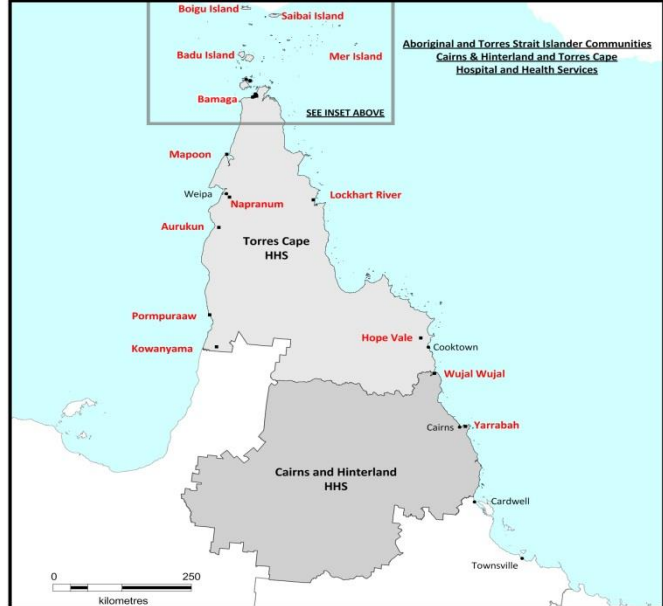 Boigu Island
Saibai Island
Aboriginal and Torres Strait Islander Communities
Cairns & Hinterland and Torres Cape
Hospital and Health Services
Badu Island
Mer Island
Bamaga
SEE INSET ABOVE
Mapoon
Weipa
Napranum
Lockhart River
Aurukun
Torres Cape
HHS
Pormpuraaw
Hope Vale
Kowanyama
Cooktown
Wujal Wujal
Cairns
Yarrabah
Cairns and Hinterland
HHS
Cardwell
Townsville
0 250
kilometres